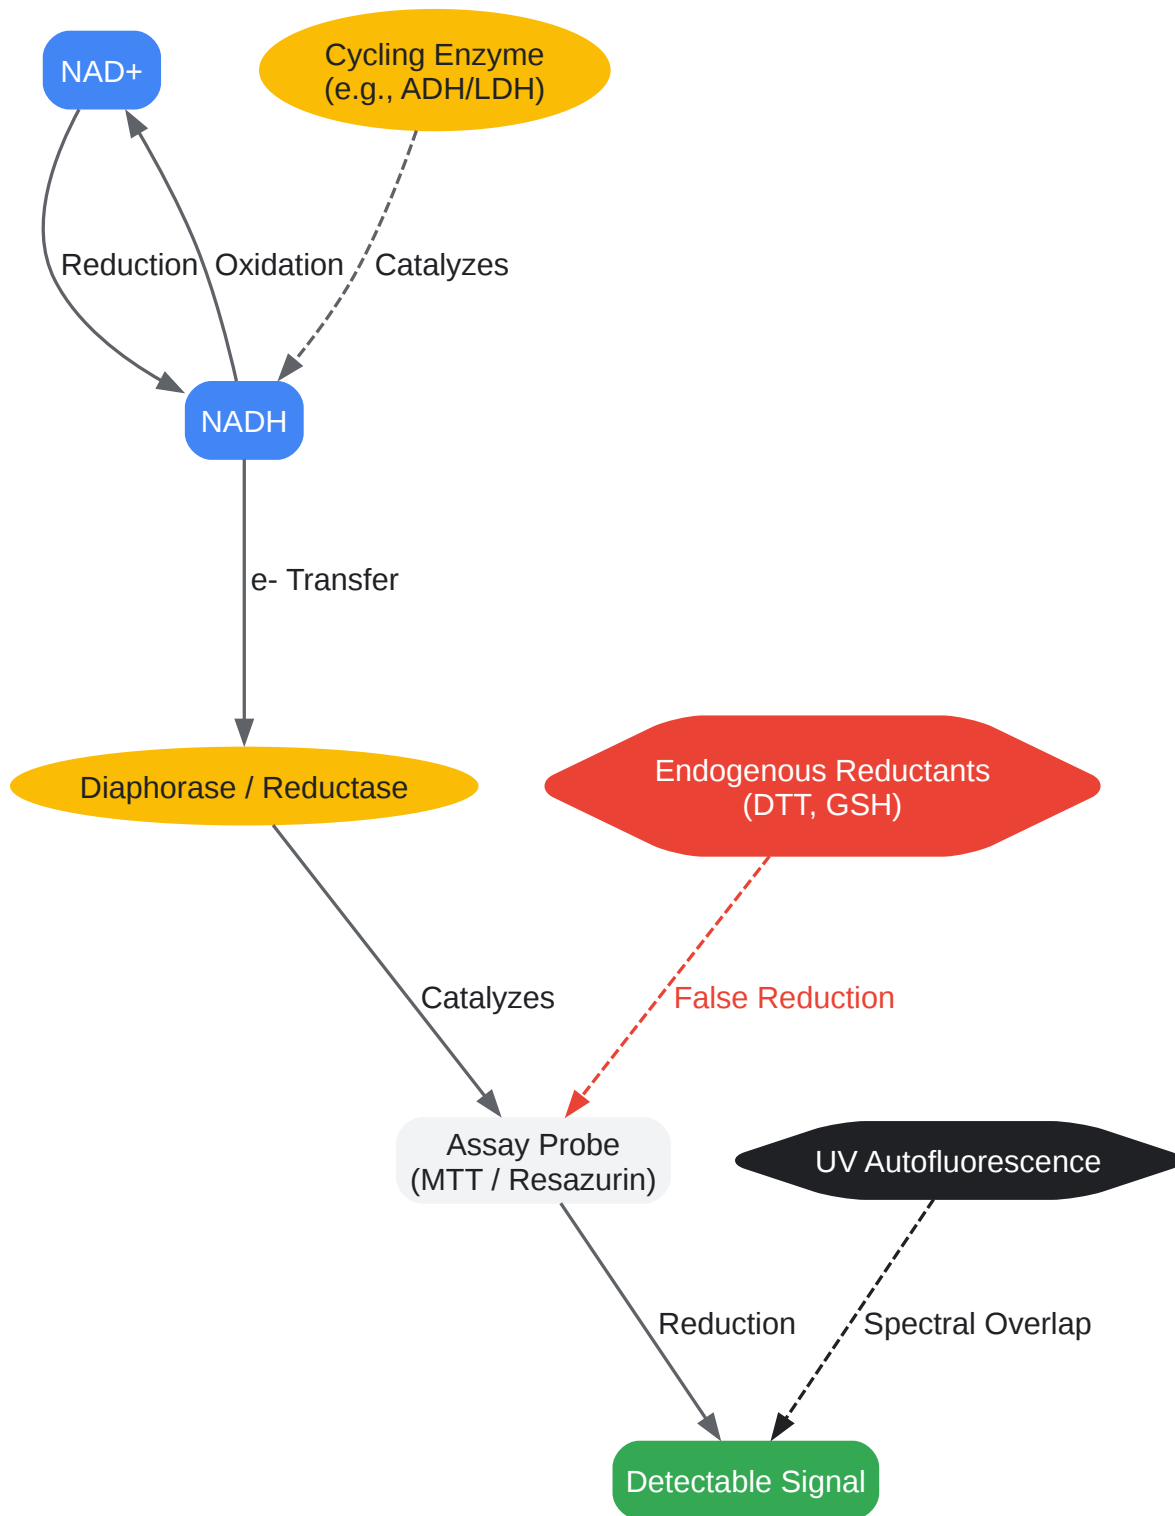 NAD+
Cycling Enzyme
(e.g., ADH/LDH)
Reduction
Oxidation
Catalyzes
NADH
e- Transfer
Diaphorase / Reductase
Endogenous Reductants
(DTT, GSH)
Catalyzes
False Reduction
Assay Probe
(MTT / Resazurin)
UV Autofluorescence
Reduction
Spectral Overlap
Detectable Signal